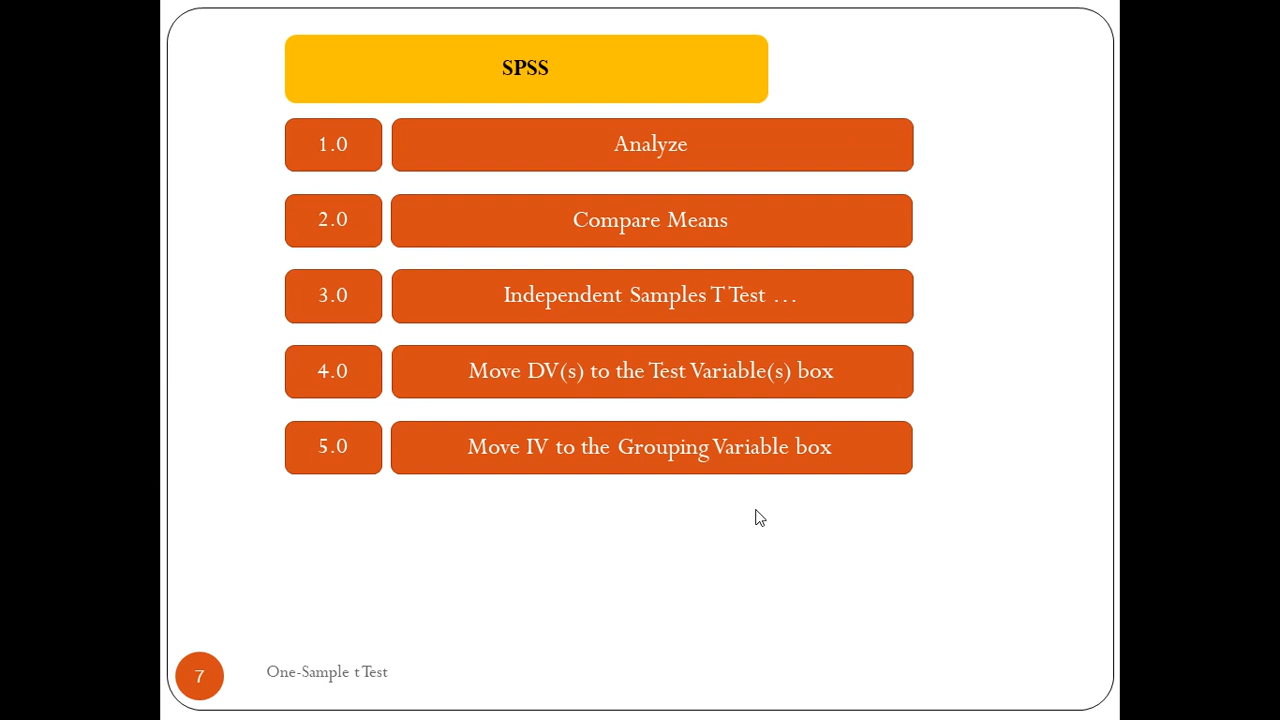 SPSS
1.0 Analyze
2.0 Compare Means
3.0 Independent Samples T Test …
4.0 Move DV(s) to the Test Variable(s) box
5.0 Move IV to the Grouping Variable box
7 One-Sample t Test